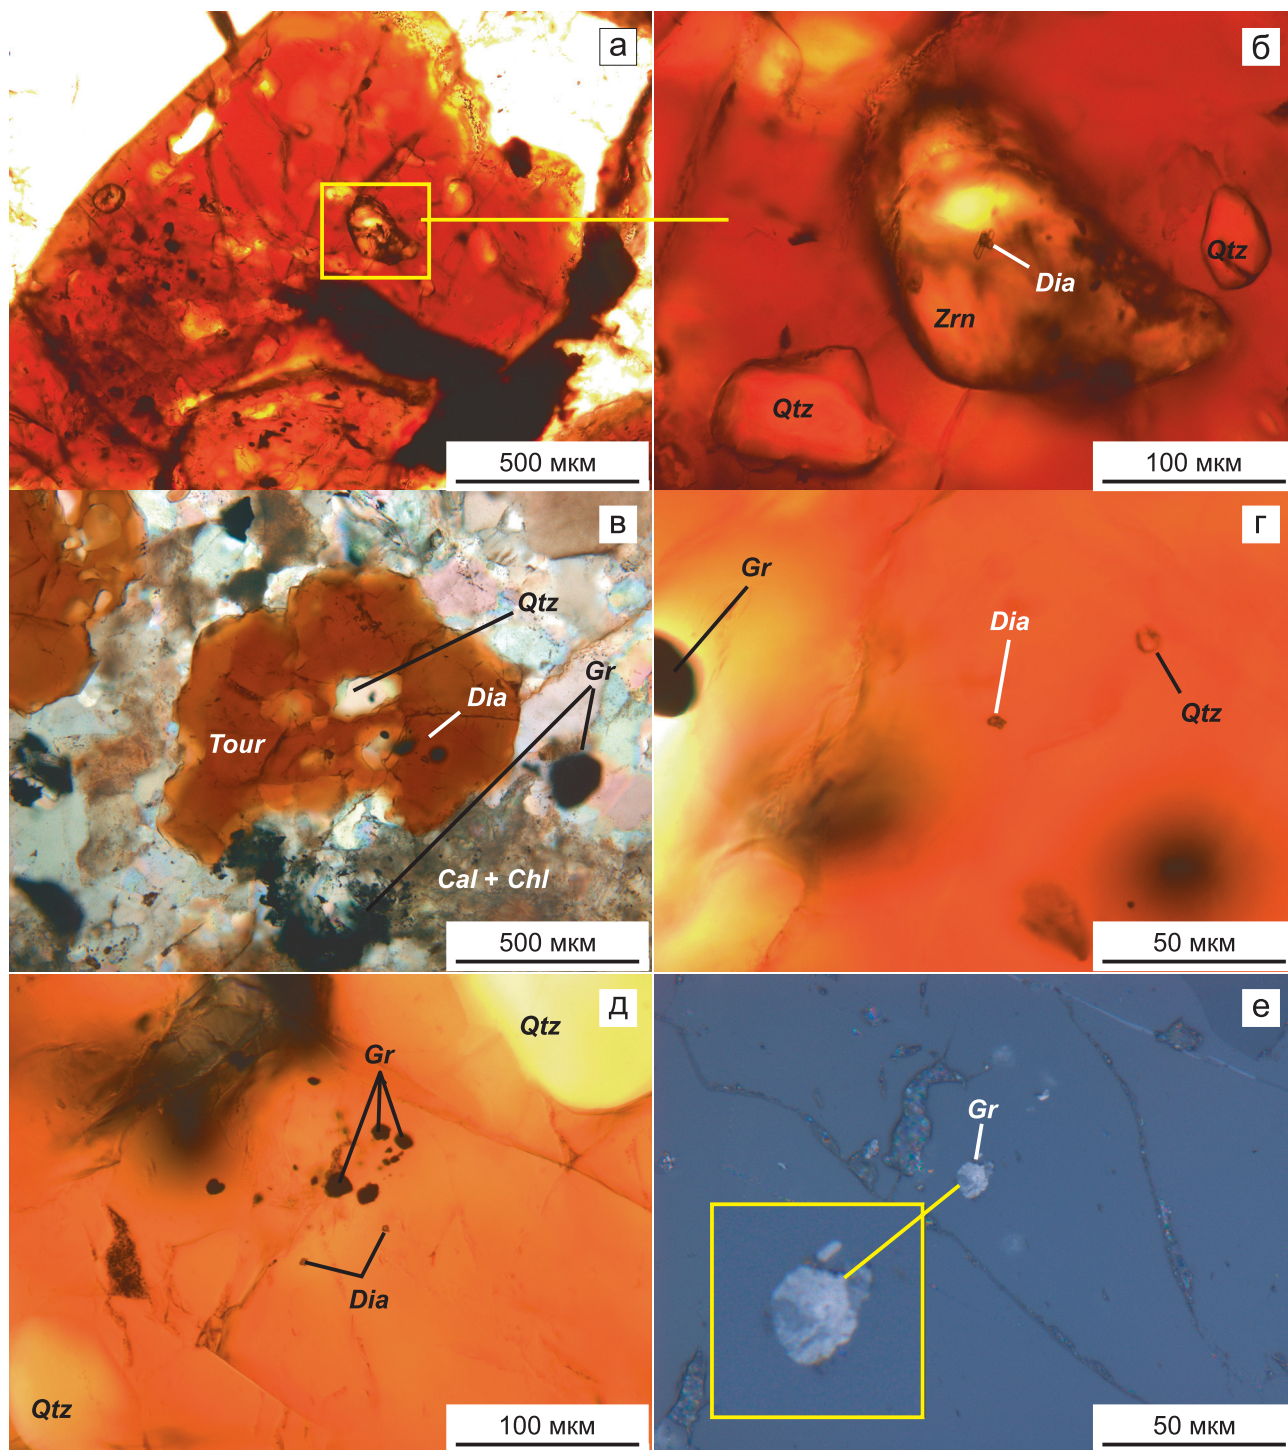 а
500 мкм
б
Qtz
Dia
Zrn
Qtz
100 мкм
в
Qtz
Gr
Dia
Tour
Cal + Chl
500 мкм
г
Gr
Dia
Qtz
50 мкм
д
Qtz
Gr
Dia
Qtz
100 мкм
е
Gr
50 мкм